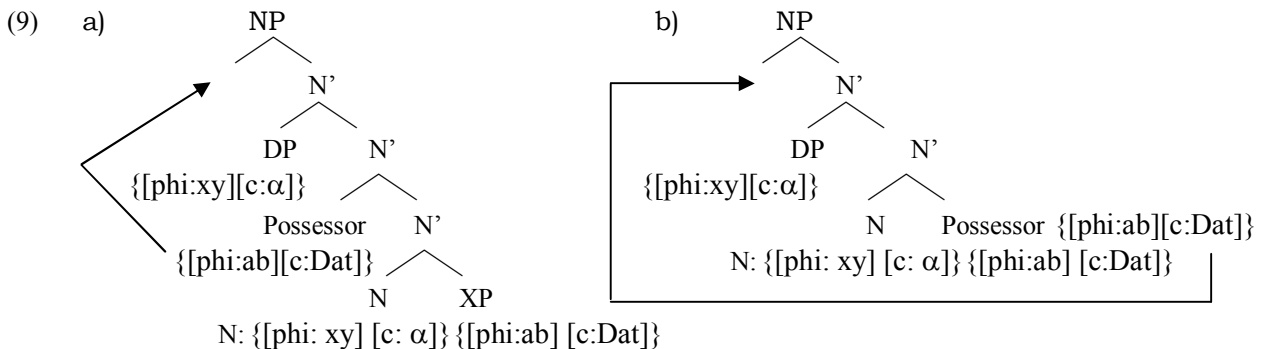 (9) a) NP b) NP
N’ N’
DP N’ DP N’
{[phi:xy][c:α]} {[phi:xy][c:α]}
Possessor N’ N Possessor {[phi:ab][c:Dat]}
{[phi:ab][c:Dat]} N: {[phi: xy] [c: α]} {[phi:ab] [c:Dat]}
N XP
N: {[phi: xy] [c: α]} {[phi:ab] [c:Dat]}